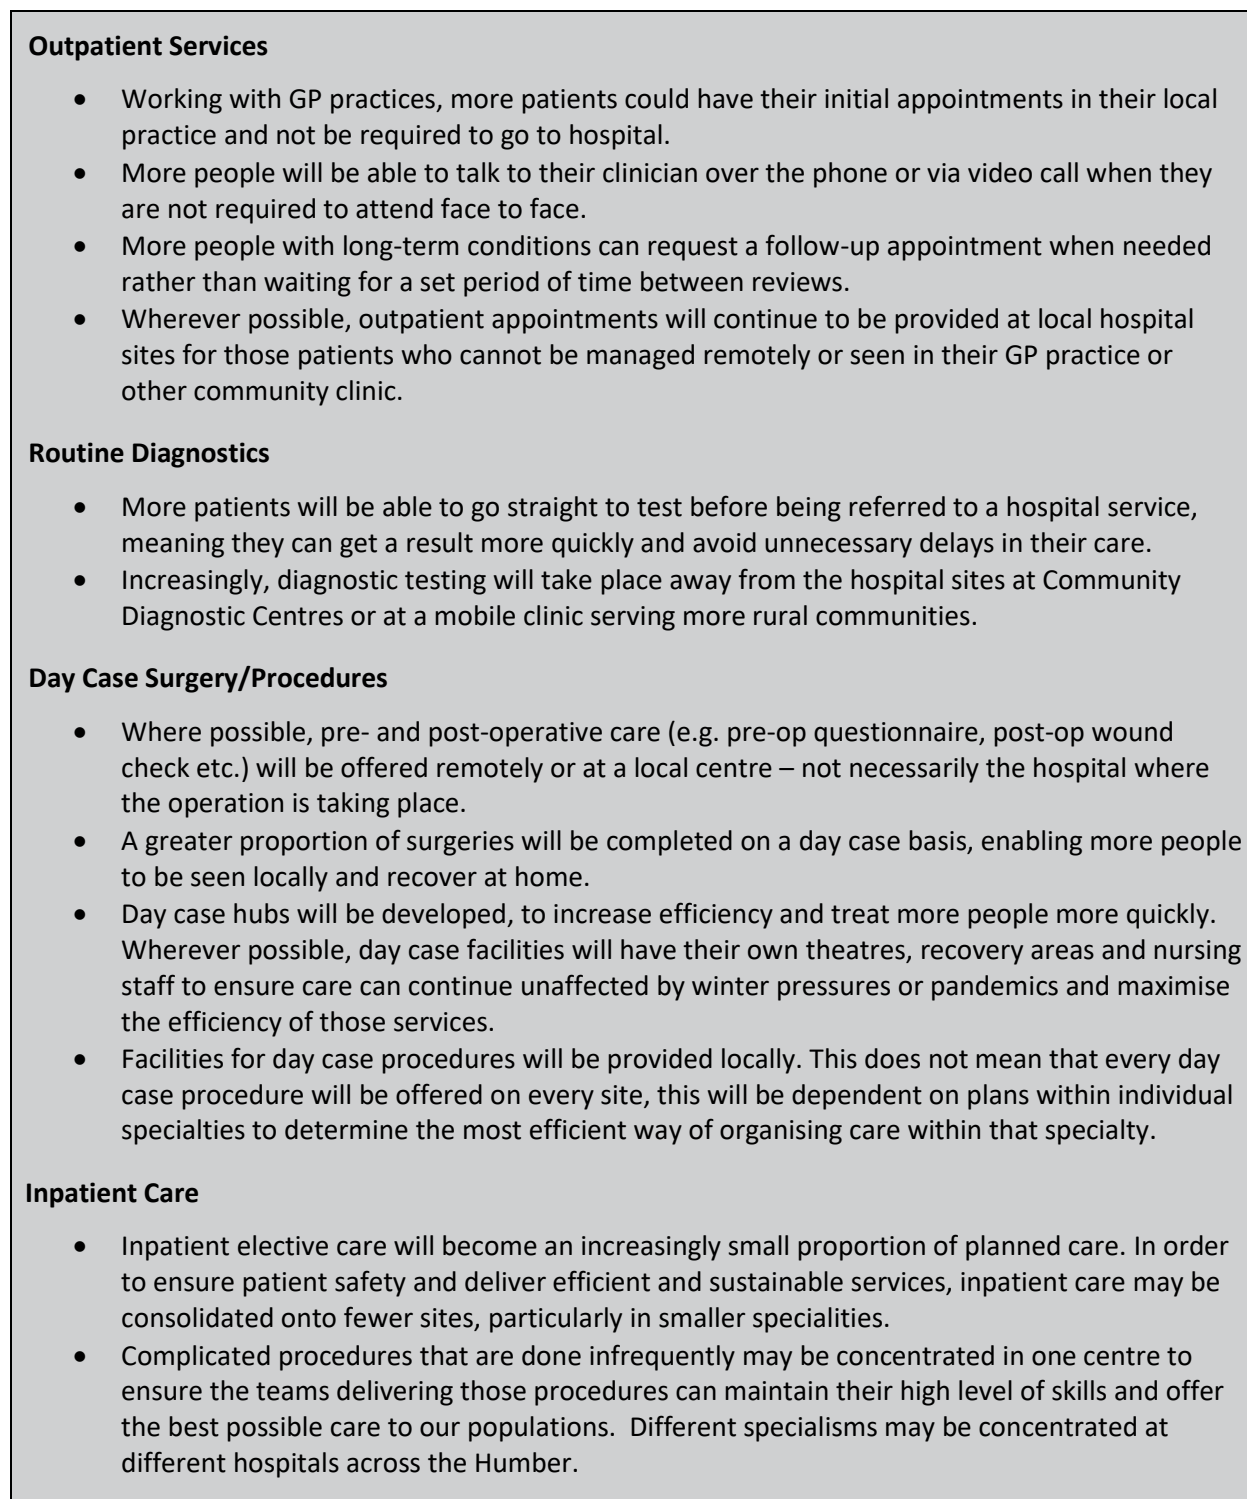 Outpatient Services
• Working with GP practices, more patients could have their initial appointments in their local
practice and not be required to go to hospital.
• More people will be able to talk to their clinician over the phone or via video call when they
are not required to attend face to face.
• More people with long-term conditions can request a follow-up appointment when needed
rather than waiting for a set period of time between reviews.
• Wherever possible, outpatient appointments will continue to be provided at local hospital
sites for those patients who cannot be managed remotely or seen in their GP practice or
other community clinic.
Routine Diagnostics
• More patients will be able to go straight to test before being referred to a hospital service,
meaning they can get a result more quickly and avoid unnecessary delays in their care.
• Increasingly, diagnostic testing will take place away from the hospital sites at Community
Diagnostic Centres or at a mobile clinic serving more rural communities.
Day Case Surgery/Procedures
• Where possible, pre- and post-operative care (e.g. pre-op questionnaire, post-op wound
check etc.) will be offered remotely or at a local centre – not necessarily the hospital where
the operation is taking place.
• A greater proportion of surgeries will be completed on a day case basis, enabling more people
to be seen locally and recover at home.
• Day case hubs will be developed, to increase efficiency and treat more people more quickly.
Wherever possible, day case facilities will have their own theatres, recovery areas and nursing
staff to ensure care can continue unaffected by winter pressures or pandemics and maximise
the efficiency of those services.
• Facilities for day case procedures will be provided locally. This does not mean that every day
case procedure will be offered on every site, this will be dependent on plans within individual
specialties to determine the most efficient way of organising care within that specialty.
Inpatient Care
• Inpatient elective care will become an increasingly small proportion of planned care. In order
to ensure patient safety and deliver efficient and sustainable services, inpatient care may be
consolidated onto fewer sites, particularly in smaller specialities.
• Complicated procedures that are done infrequently may be concentrated in one centre to
ensure the teams delivering those procedures can maintain their high level of skills and offer
the best possible care to our populations.  Different specialisms may be concentrated at
different hospitals across the Humber.